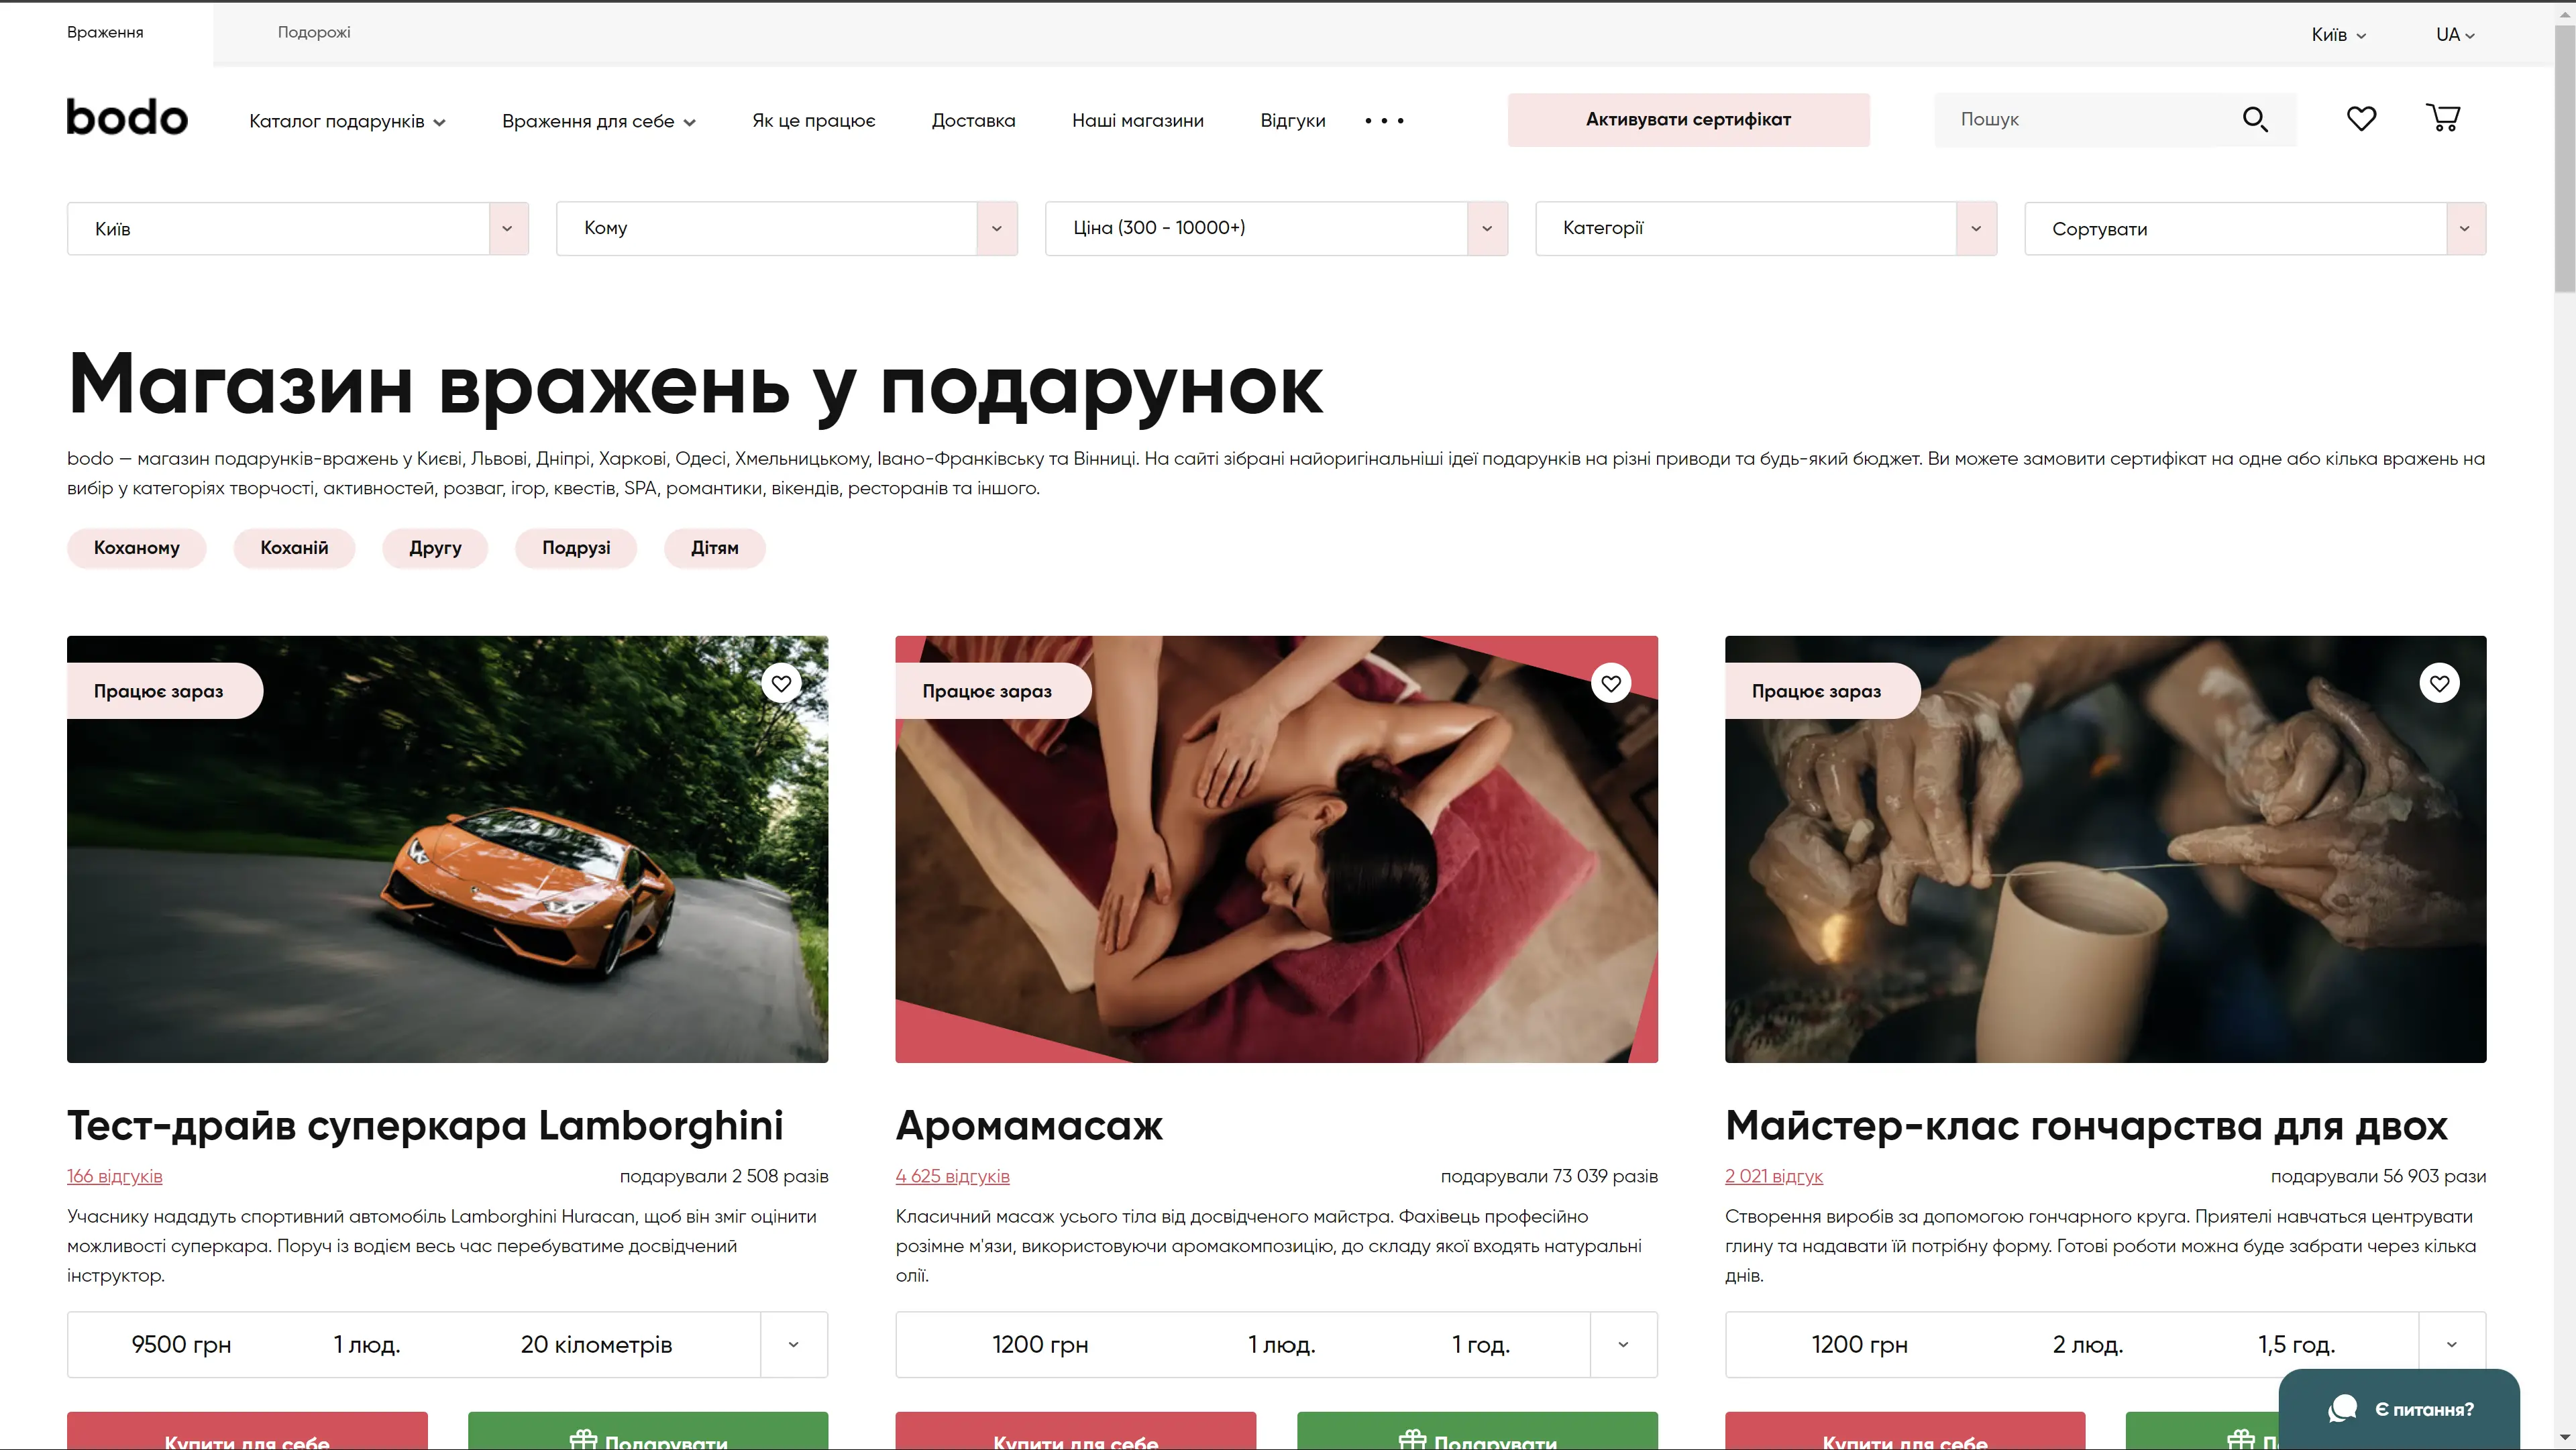 Враження
Подорожі
Київ
UA
bodo
Каталог подарунків
Враження для себе
Як це працює
Доставка
Наші магазини
Відгуки
Активувати сертифікат
Пошук
Київ
Кому
Ціна (300 - 10000+)
Категорії
Сортувати
Магазин вражень у подарунок
bodo — магазин подарунків-вражень у Києві, Львові, Дніпрі, Харкові, Одесі, Хмельницькому, Івано-Франківську та Вінниці. На сайті зібрані найоригінальніші ідеї подарунків на різні приводи та будь-який бюджет. Ви можете замовити сертифікат на одне або кілька вражень на
вибір у категоріях творчості, активностей, розваг, ігор, квестів, SPA, романтики, вікендів, ресторанів та іншого.
Коханому
Коханій
Другу
Подрузі
Дітям
Працює зараз
Працює зараз
Працює зараз
Тест-драйв суперкара Lamborghini
166 відгуків
подарували 2 508 разів
Учаснику нададуть спортивний автомобіль Lamborghini Huracan, щоб він зміг оцінити
можливості суперкара. Поруч із водієм весь час перебуватиме досвідчений
інструктор.
9500 грн
1 люд.
20 кілометрів
Купити для себе
Подарувати
Аромамасаж
4 625 відгуків
подарували 73 039 разів
Класичний масаж усього тіла від досвідченого майстра. Фахівець професійно
розімне м'язи, використовуючи аромакомпозицію, до складу якої входять натуральні
олії.
1200 грн
1 люд.
1 год.
Купити для себе
Подарувати
Майстер-клас гончарства для двох
2 021 відгук
подарували 56 903 рази
Створення виробів за допомогою гончарного круга. Приятелі навчаться центрувати
глину та надавати їй потрібну форму. Готові роботи можна буде забрати через кілька
днів.
1200 грн
2 люд.
1,5 год.
Купити для себе
Є питання?